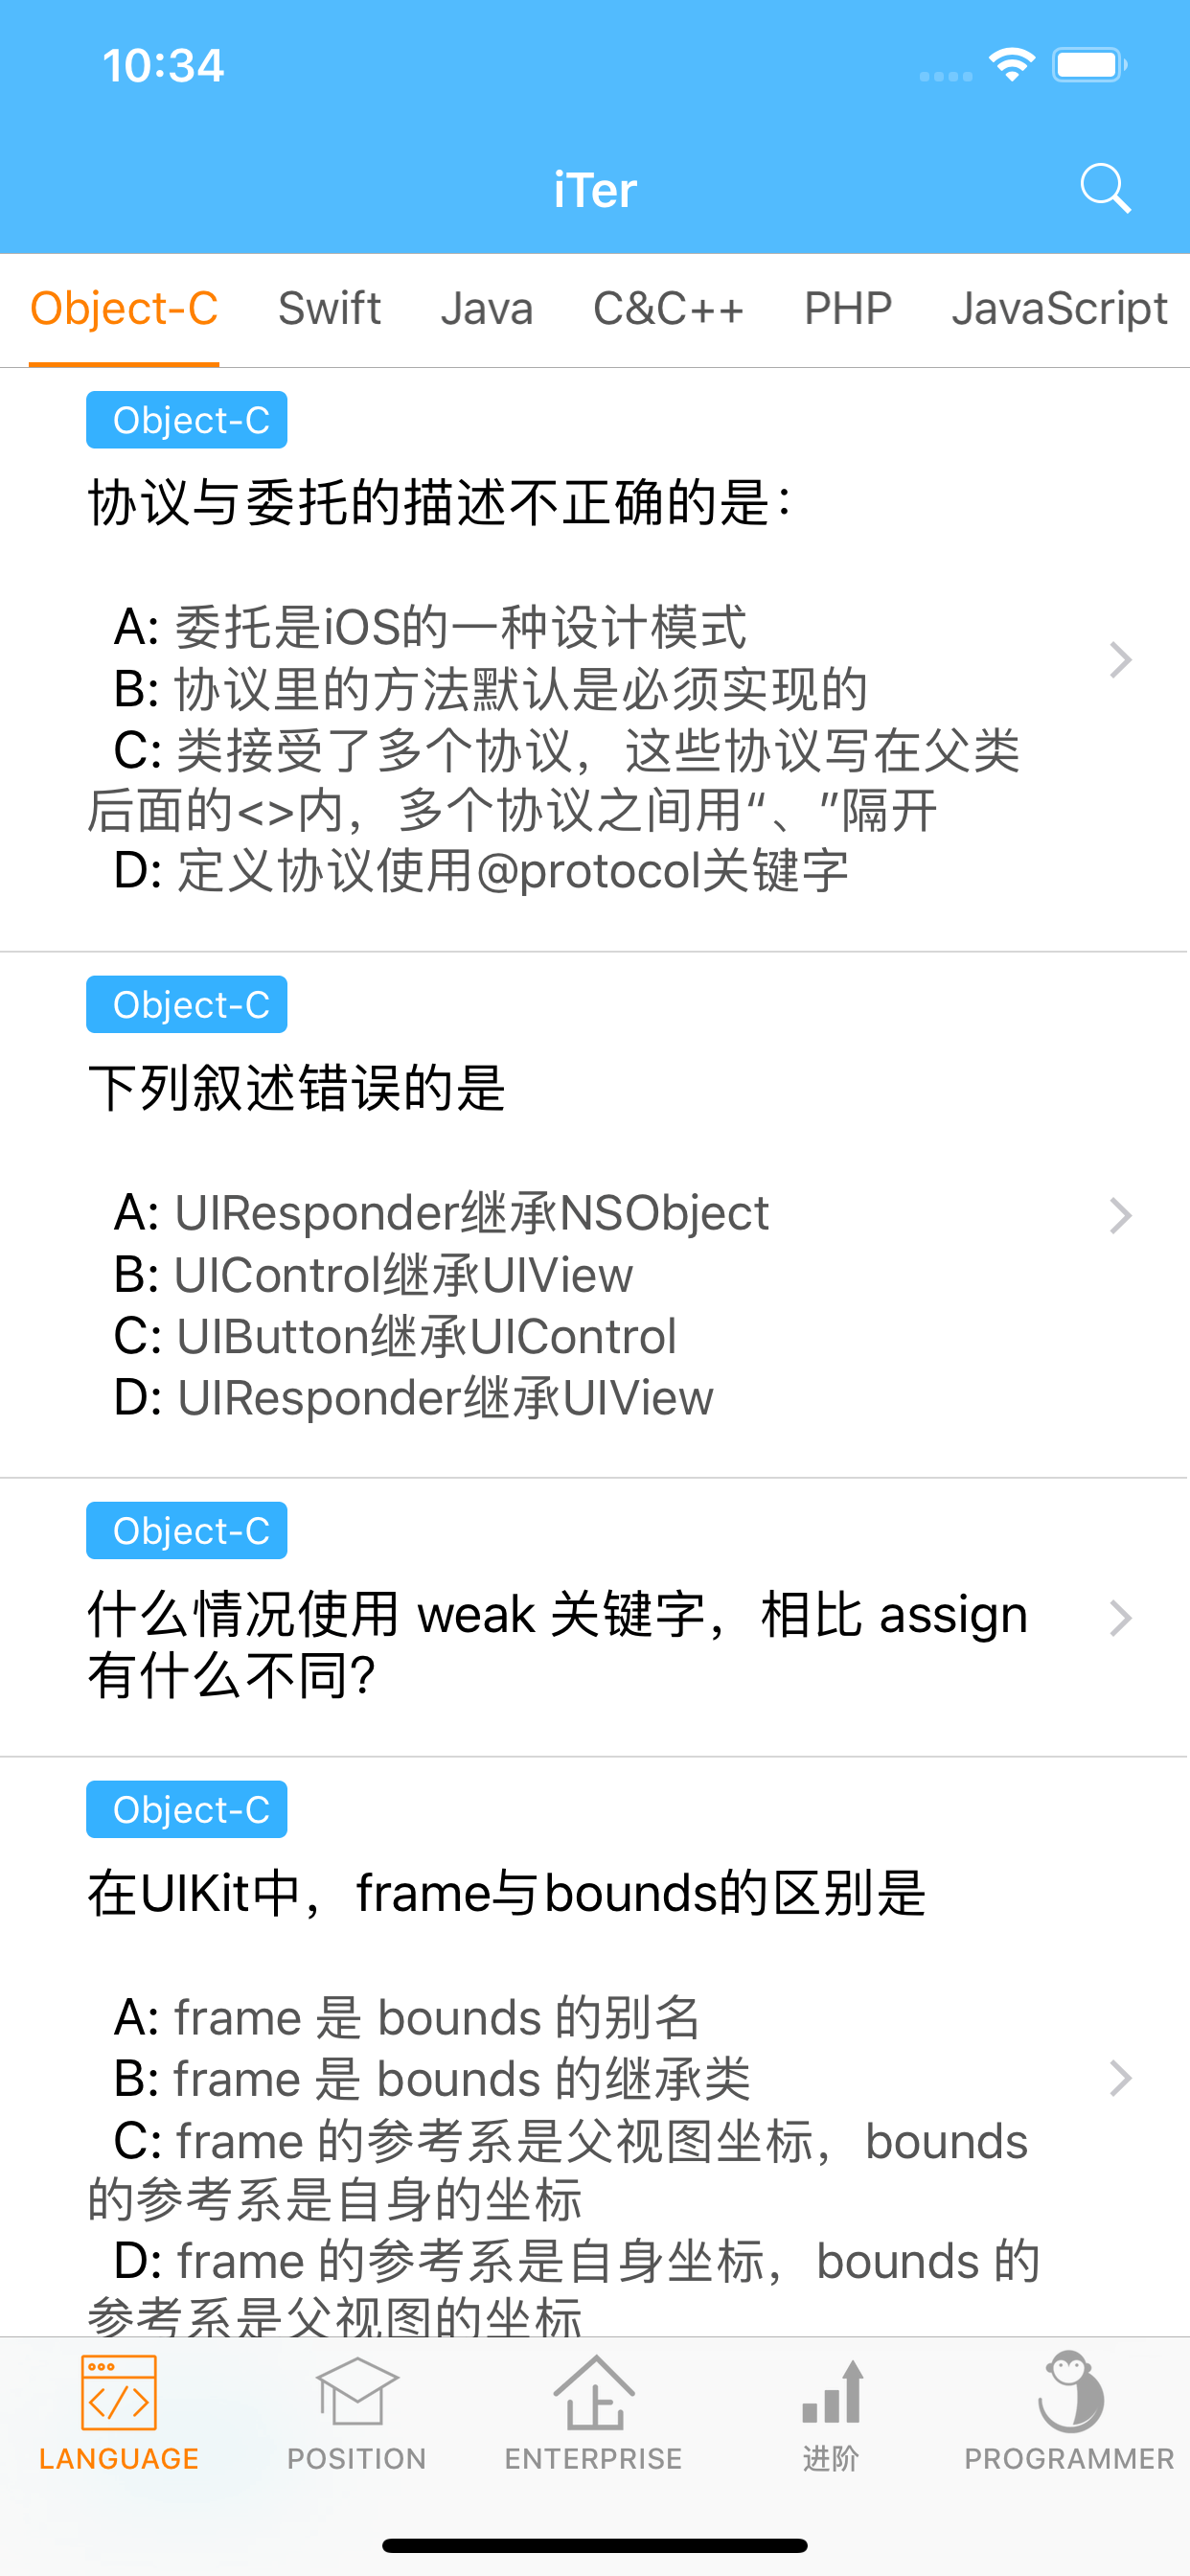 10:34
iTer
Object-C Swift Java C&C++ PHP JavaScript
Object-C
协议与委托的描述不正确的是：
A: 委托是iOS的一种设计模式
B: 协议里的方法默认是必须实现的
C: 类接受了多个协议，这些协议写在父类
后面的<>内，多个协议之间用“、”隔开
D: 定义协议使用@protocol关键字
Object-C
下列叙述错误的是
A: UIResponder继承NSObject
B: UIControl继承UIView
C: UIButton继承UIControl
D: UIResponder继承UIView
Object-C
什么情况使用 weak 关键字，相比 assign
有什么不同？
Object-C
在UIKit中，frame与bounds的区别是
A: frame 是 bounds 的别名
B: frame 是 bounds 的继承类
C: frame 的参考系是父视图坐标，bounds
的参考系是自身的坐标
D: frame 的参考系是自身坐标，bounds 的
参考系是父视图的坐标
LANGUAGE POSITION ENTERPRISE 进阶 PROGRAMMER